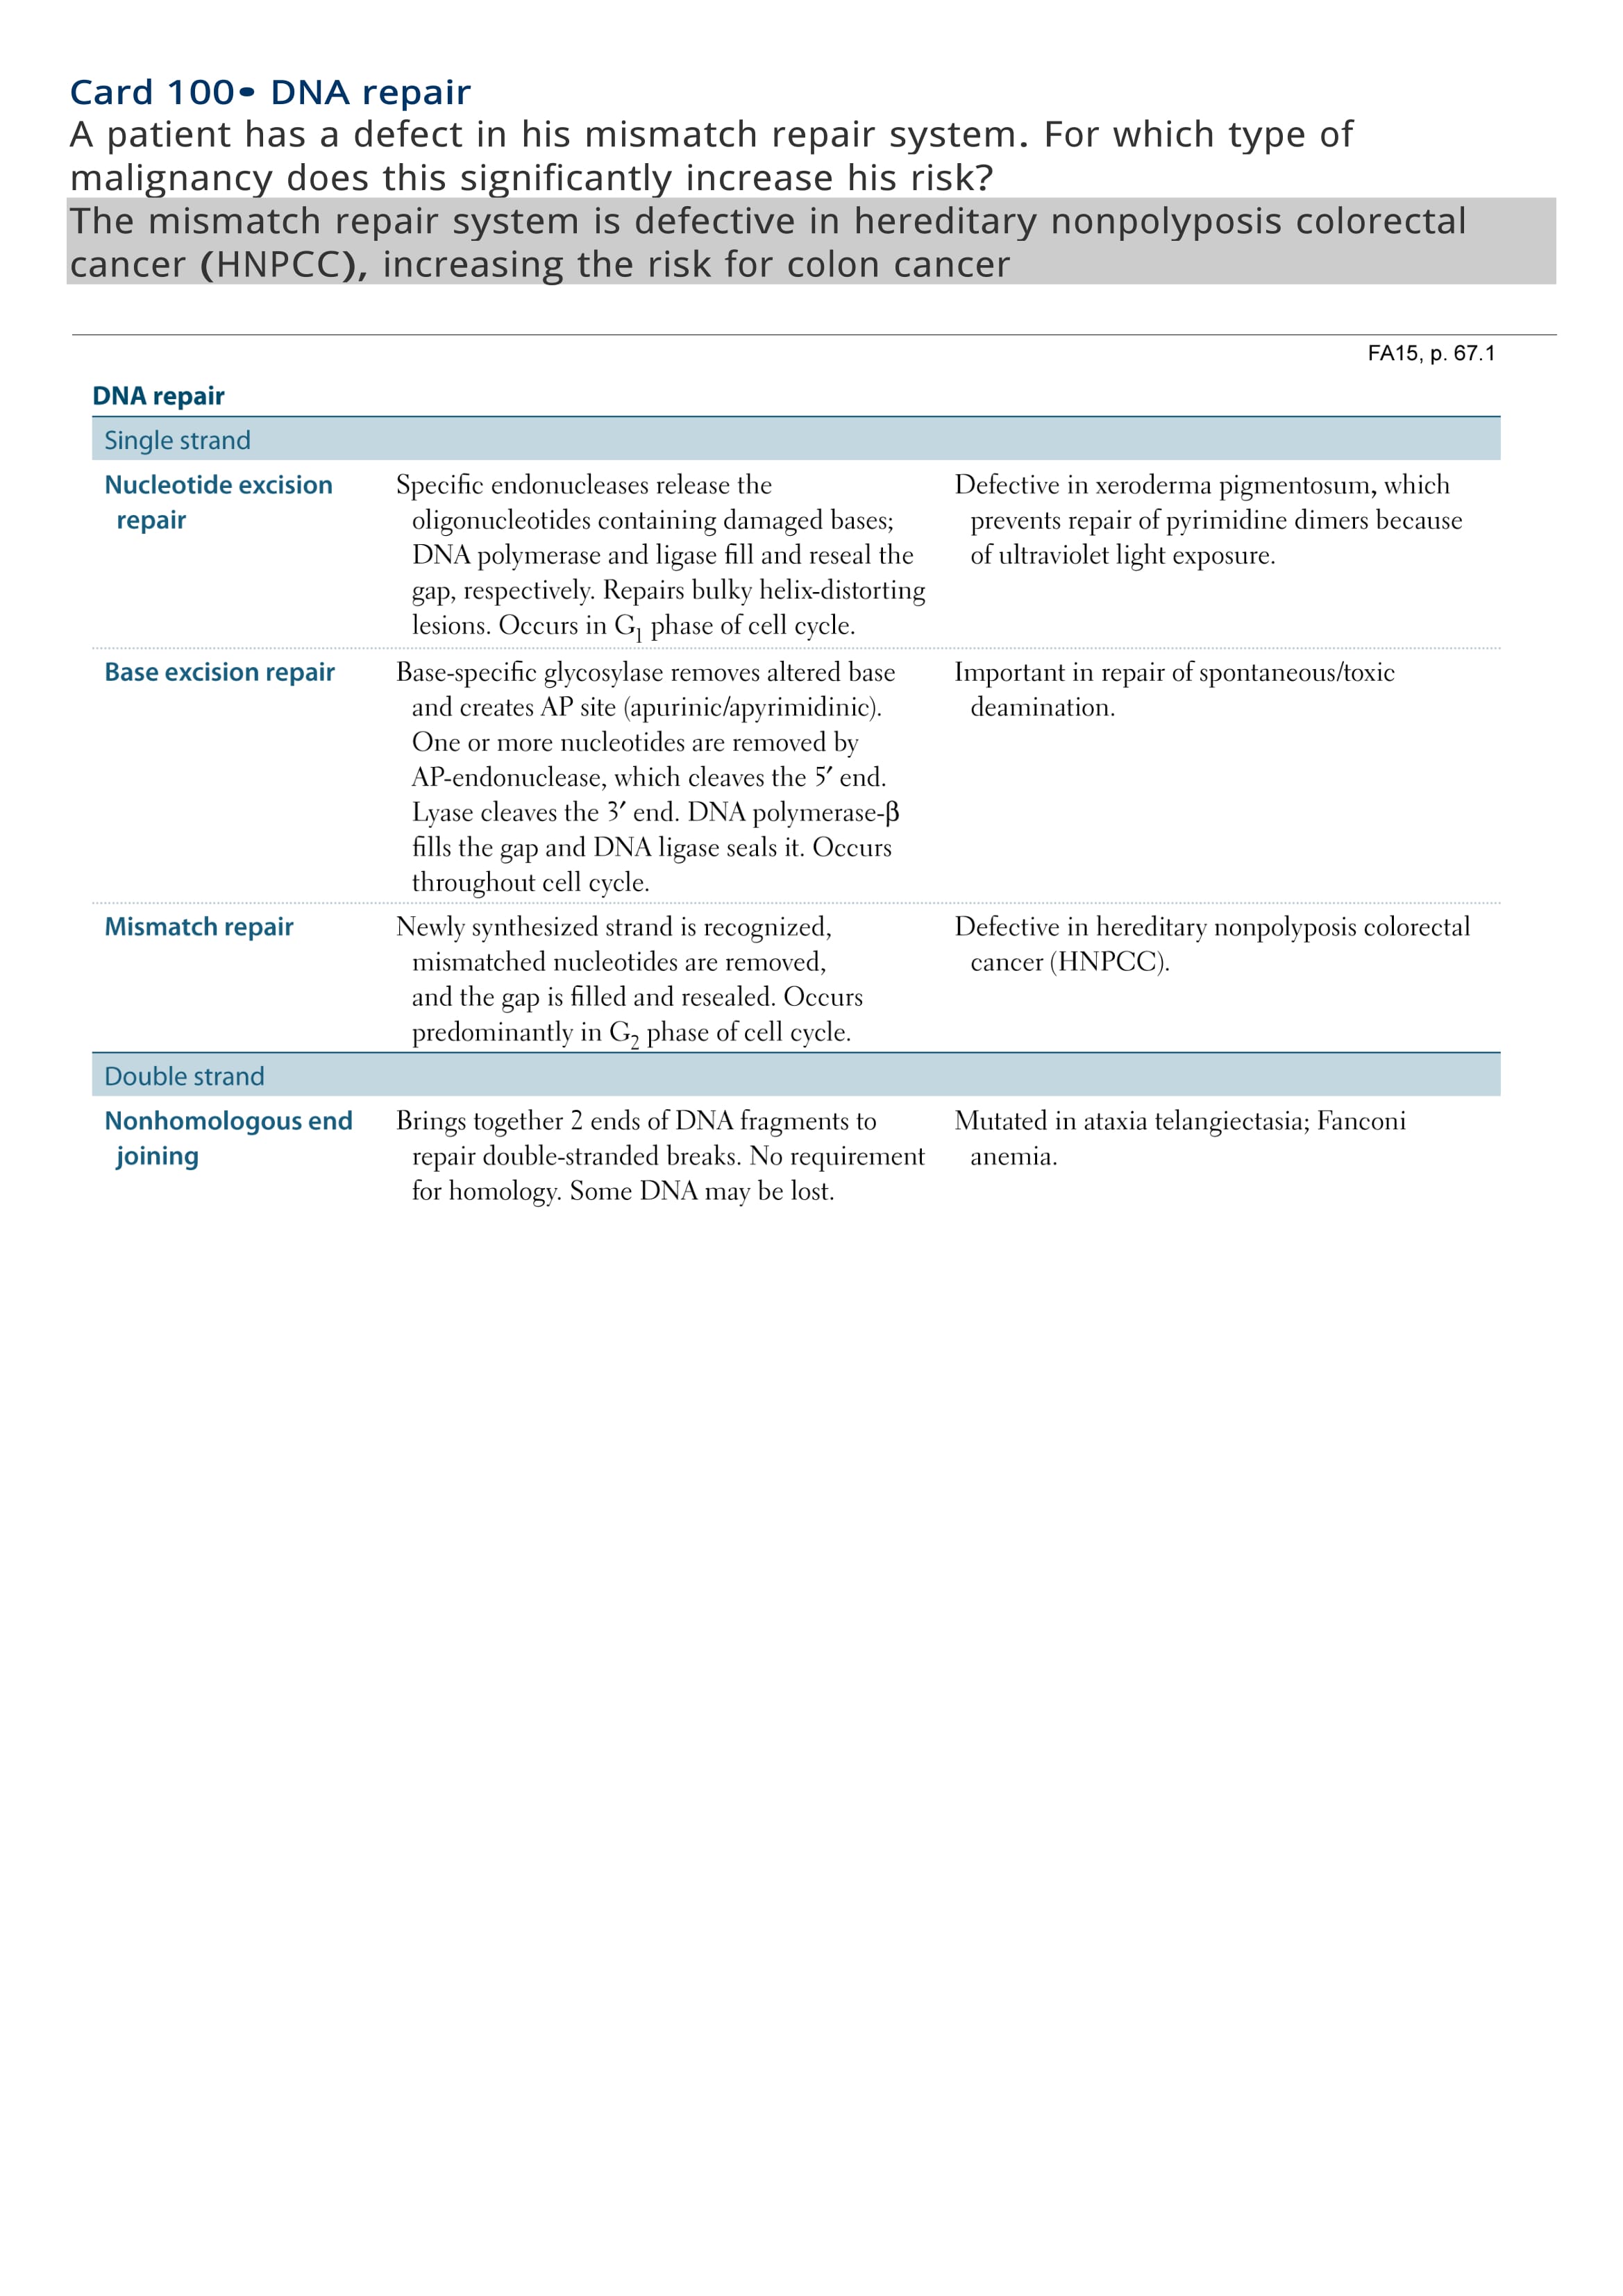 Card 100• DNA repair
A patient has a defect in his mismatch repair system. For which type of
malignancy does this significantly increase his risk?
The mismatch repair system is defective in hereditary nonpolyposis colorectal
cancer (HNPCC), increasing the risk for colon cancer
FA15, p. 67.1
DNA repair
Single strand
Nucleotide excision
repair
Specific endonucleases release the
oligonucleotides containing damaged bases;
DNA polymerase and ligase fill and reseal the
gap, respectively. Repairs bulky helix-distorting
lesions. Occurs in G1 phase of cell cycle.
Defective in xeroderma pigmentosum, which
prevents repair of pyrimidine dimers because
of ultraviolet light exposure.
Base excision repair
Base-specific glycosylase removes altered base
and creates AP site (apurinic/apyrimidinic).
One or more nucleotides are removed by
AP-endonuclease, which cleaves the 5′ end.
Lyase cleaves the 3′ end. DNA polymerase-β
fills the gap and DNA ligase seals it. Occurs
throughout cell cycle.
Important in repair of spontaneous/toxic
deamination.
Mismatch repair
Newly synthesized strand is recognized,
mismatched nucleotides are removed,
and the gap is filled and resealed. Occurs
predominantly in G2 phase of cell cycle.
Defective in hereditary nonpolyposis colorectal
cancer (HNPCC).
Double strand
Nonhomologous end
joining
Brings together 2 ends of DNA fragments to
repair double-stranded breaks. No requirement
for homology. Some DNA may be lost.
Mutated in ataxia telangiectasia; Fanconi
anemia.